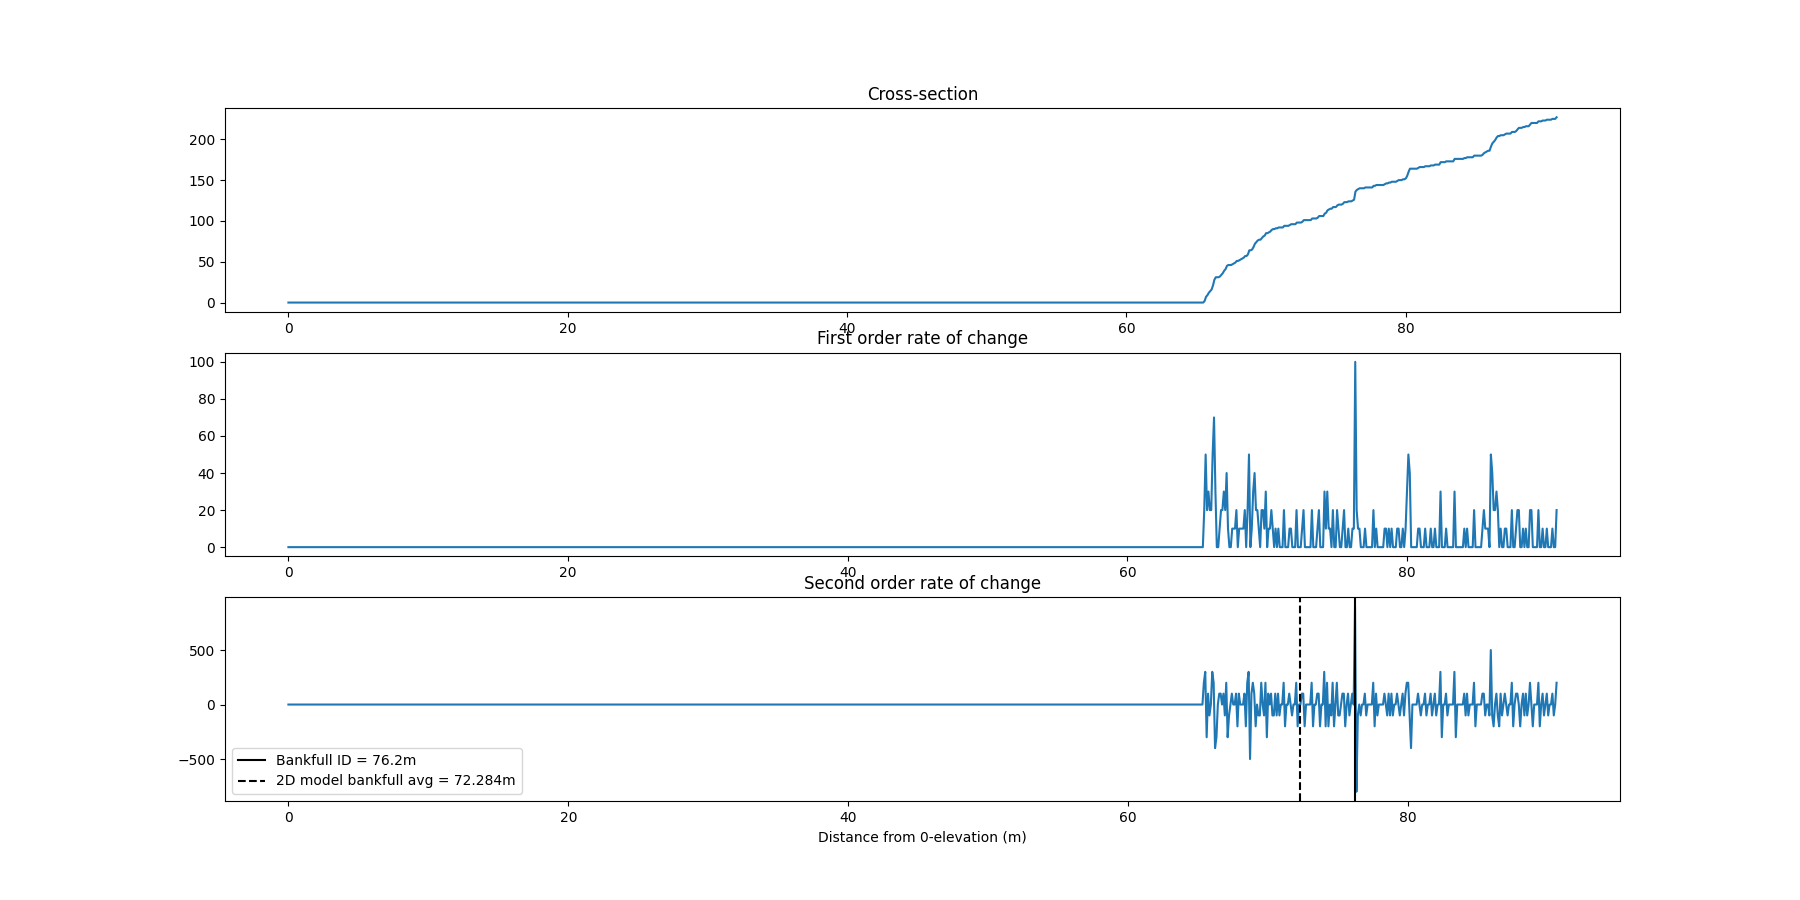 Cross-section
200
150
100
50
0
0 20 40 60 80
First order rate of change
100
80
60
40
20
0
0 20 40 60 80
Second order rate of change
500
0
−500
Bankfull ID = 76.2m
2D model bankfull avg = 72.284m
0 20 40 60 80
Distance from 0-elevation (m)